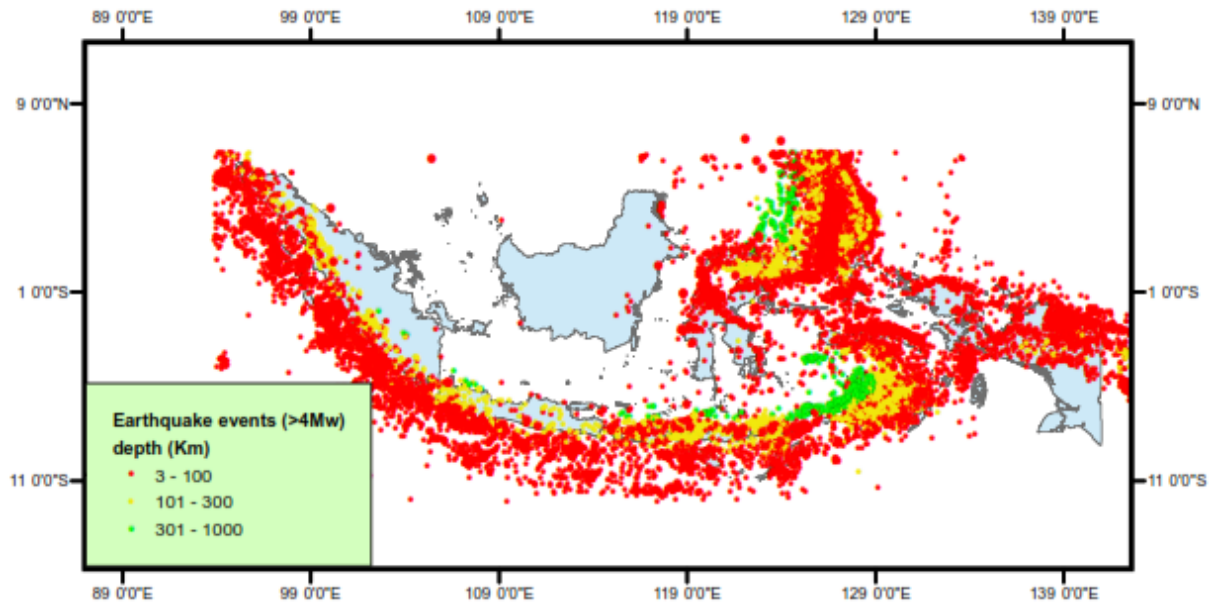 89 0'0"E 99 0'0"E 109 0'0"E 119 0'0"E 129 0'0"E 139 0'0"E
9 0'0"N 9 0'0"N
1 0'0"S 1 0'0"S
11 0'0"S 11 0'0"S
Earthquake events (>4Mw)
depth (Km)
3 - 100
101 - 300
301 - 1000
89 0'0"E 99 0'0"E 109 0'0"E 119 0'0"E 129 0'0"E 139 0'0"E